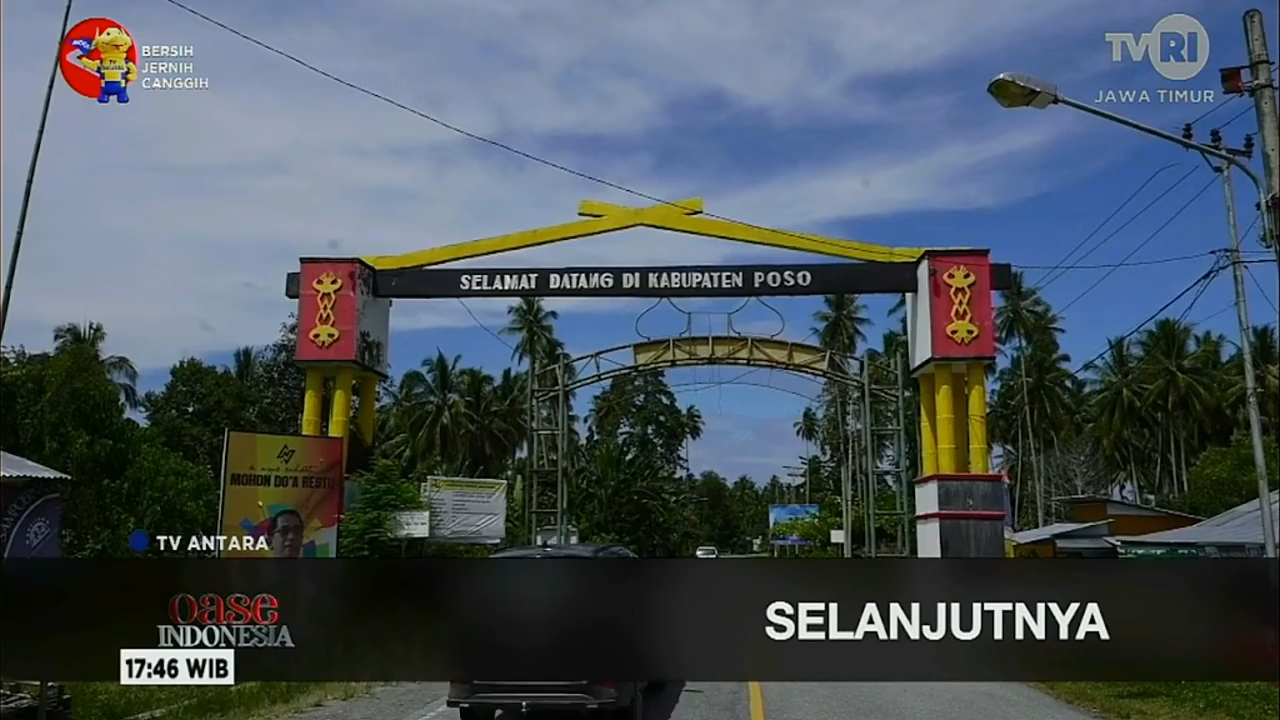 BERSIH
JERNIH
CANGGIH
TVRI
JAWA TIMUR
SELAMAT DATANG DI KABUPATEN POSO
MOHON DO'A RESTU
TV ANTARA
Oase
INDONESIA
SELANJUTNYA
17:46 WIB